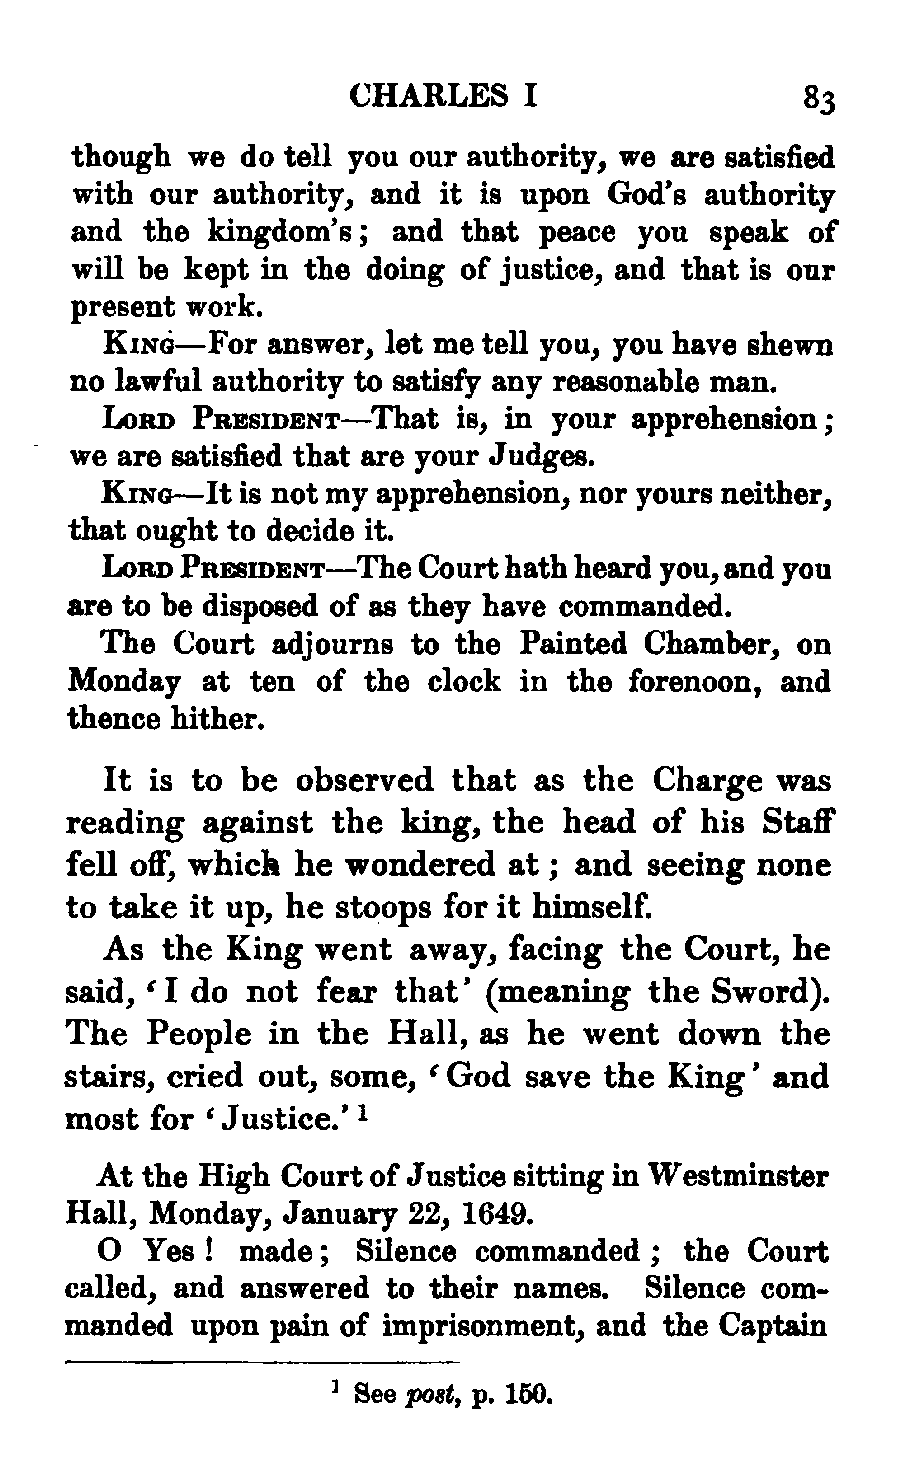 CHARLES I 83
though we do tell you our authority, we are satisfied
with our authority, and it is upon God's authority
and the kingdom's; and that peace you speak of
will be kept in the doing of justice, and that is our
present work.
KING—For answer, let me tell you, you have shewn
no lawful authority to satisfy any reasonable man.
LORD PRESIDENT—That is, in your apprehension;
we are satisfied that are your Judges.
KING—It is not my apprehension, nor yours neither,
that ought to decide it.
LORD PRESIDENT—The Court hath heard you, and you
are to be disposed of as they have commanded.
The Court adjourns to the Painted Chamber, on
Monday at ten of the clock in the forenoon, and
thence hither.
It is to be observed that as the Charge was
reading against the king, the head of his Staff
fell off, which he wondered at; and seeing none
to take it up, he stoops for it himself.
As the King went away, facing the Court, he
said, 'I do not fear that' (meaning the Sword).
The People in the Hall, as he went down the
stairs, cried out, some, 'God save the King' and
most for 'Justice.'¹
At the High Court of Justice sitting in Westminster
Hall, Monday, January 22, 1649.
O Yes! made; Silence commanded; the Court
called, and answered to their names. Silence com-
manded upon pain of imprisonment, and the Captain
¹ See post, p. 150.